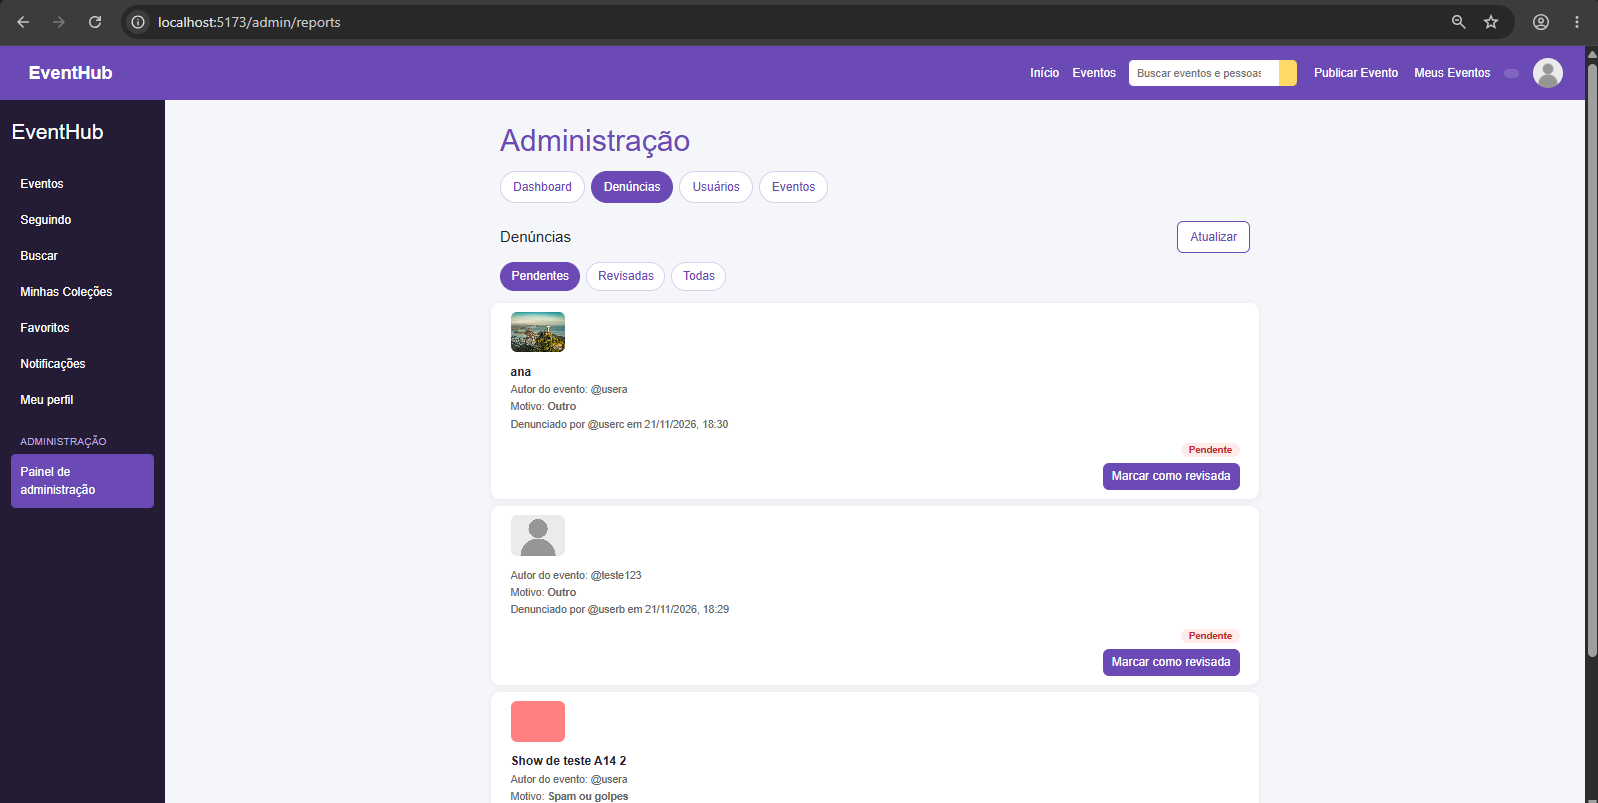 localhost:5173/admin/reports
EventHub
Início
Eventos
Buscar eventos e pessoas
Publicar Evento
Meus Eventos
EventHub
Eventos
Seguindo
Buscar
Minhas Coleções
Favoritos
Notificações
Meu perfil
ADMINISTRAÇÃO
Painel de
administração
Administração
Dashboard
Denúncias
Usuários
Eventos
Denúncias
Atualizar
Pendentes
Revisadas
Todas
ana
Autor do evento: @usera
Motivo: Outro
Denunciado por @userc em 21/11/2026, 18:30
Pendente
Marcar como revisada
Autor do evento: @teste123
Motivo: Outro
Denunciado por @userb em 21/11/2026, 18:29
Pendente
Marcar como revisada
Show de teste A14 2
Autor do evento: @usera
Motivo: Spam ou golpes